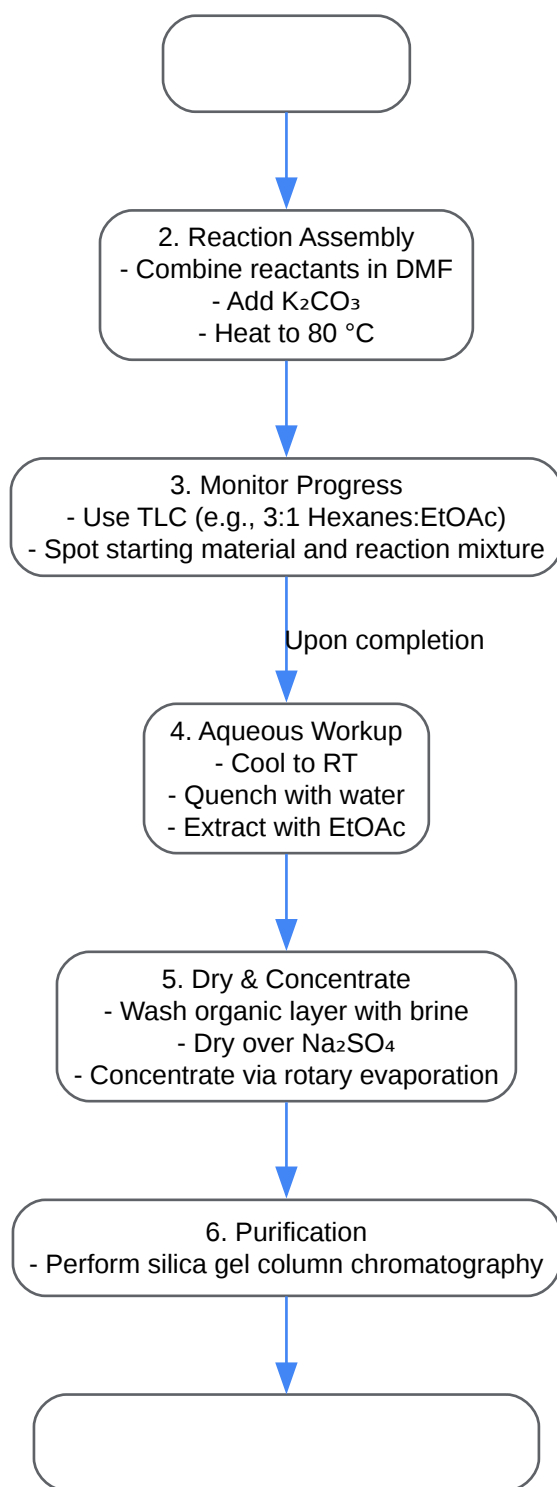 2. Reaction Assembly
- Combine reactants in DMF
- Add K₂CO₃
- Heat to 80 °C
3. Monitor Progress
- Use TLC (e.g., 3:1 Hexanes:EtOAc)
- Spot starting material and reaction mixture
Upon completion
4. Aqueous Workup
- Cool to RT
- Quench with water
- Extract with EtOAc
5. Dry & Concentrate
- Wash organic layer with brine
- Dry over Na₂SO₄
- Concentrate via rotary evaporation
6. Purification
- Perform silica gel column chromatography